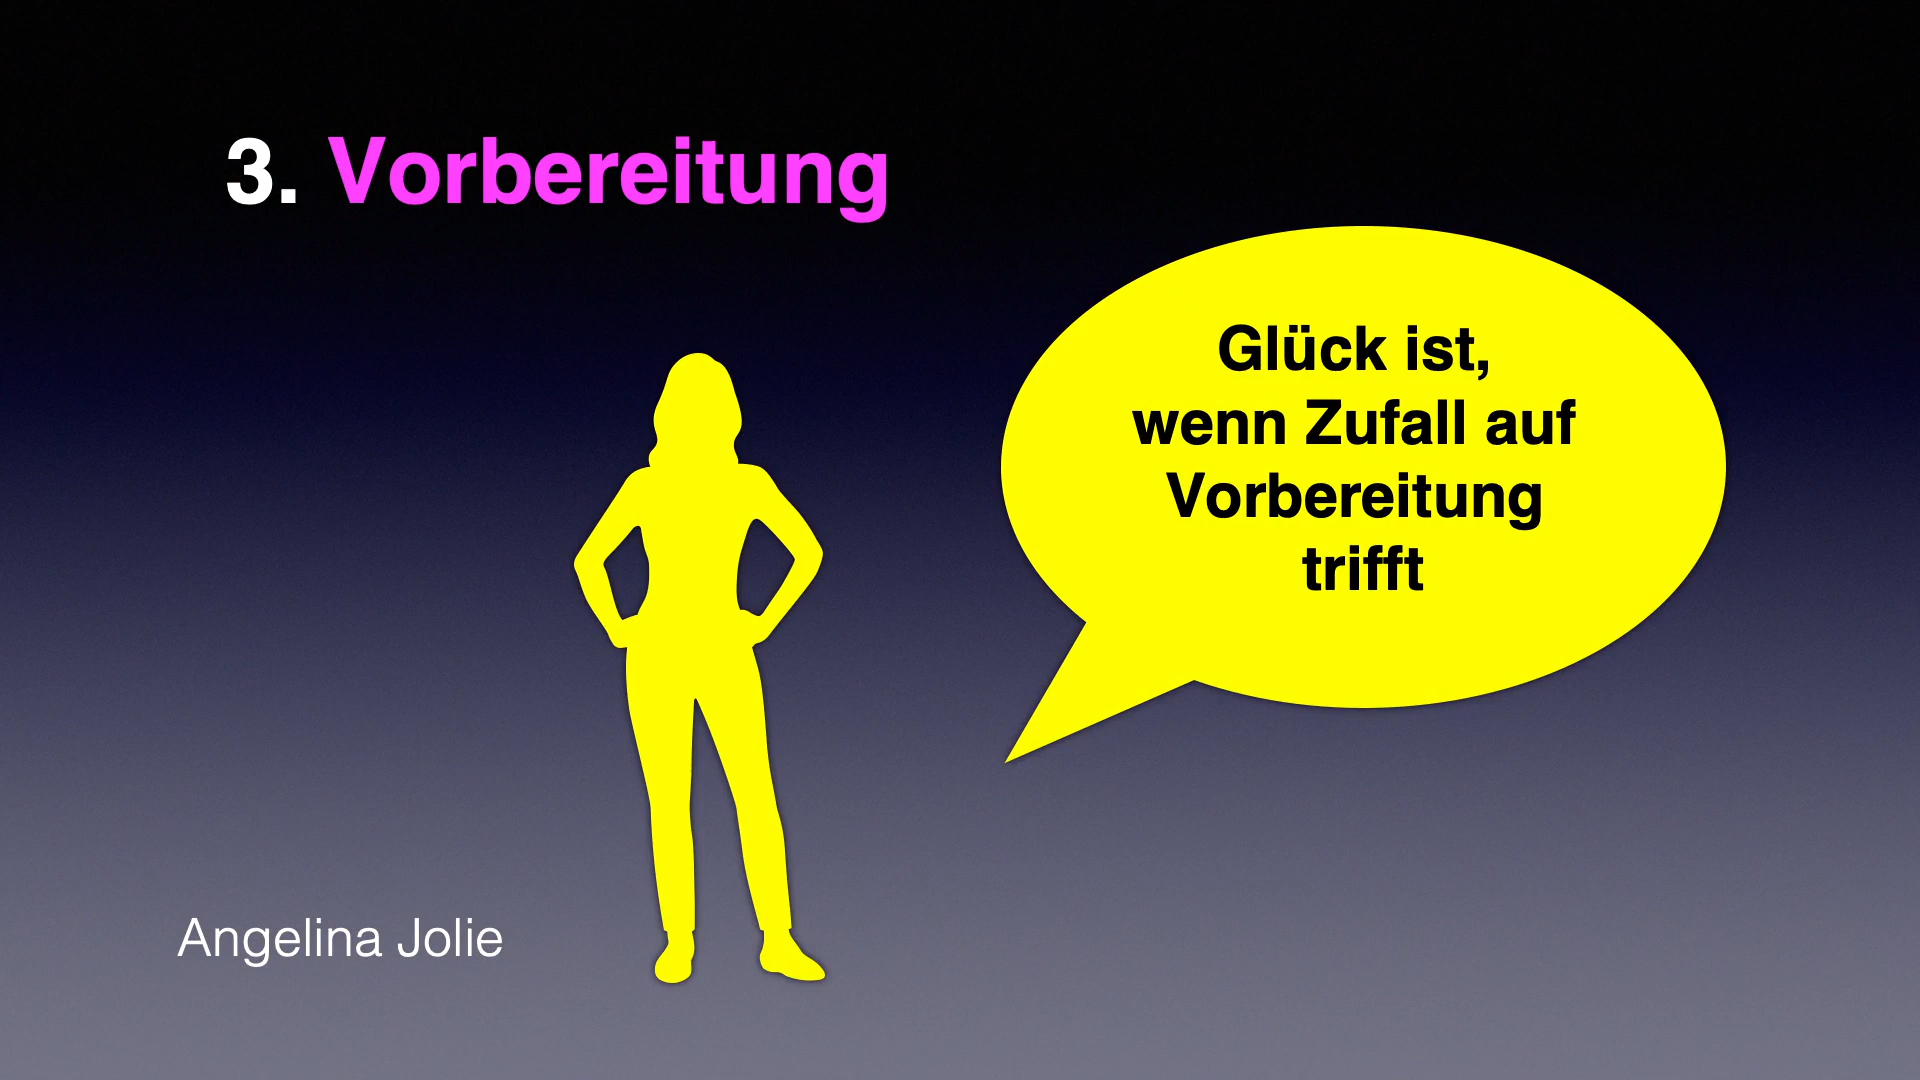 3. Vorbereitung
Glück ist,
wenn Zufall auf
Vorbereitung
trifft
Angelina Jolie